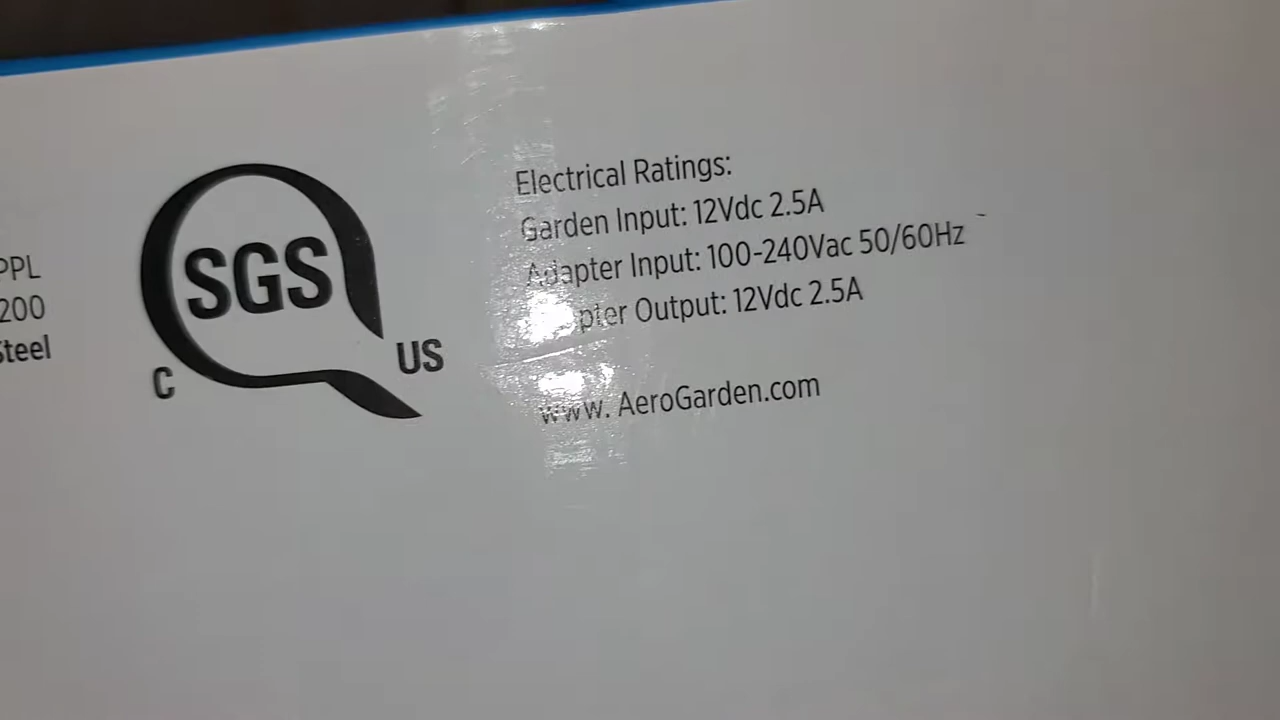 PPL
200
Steel
SGS
C
US
Electrical Ratings:
Garden Input: 12Vdc 2.5A
Adapter Input: 100-240Vac 50/60Hz
pter Output: 12Vdc 2.5A
www. AeroGarden.com